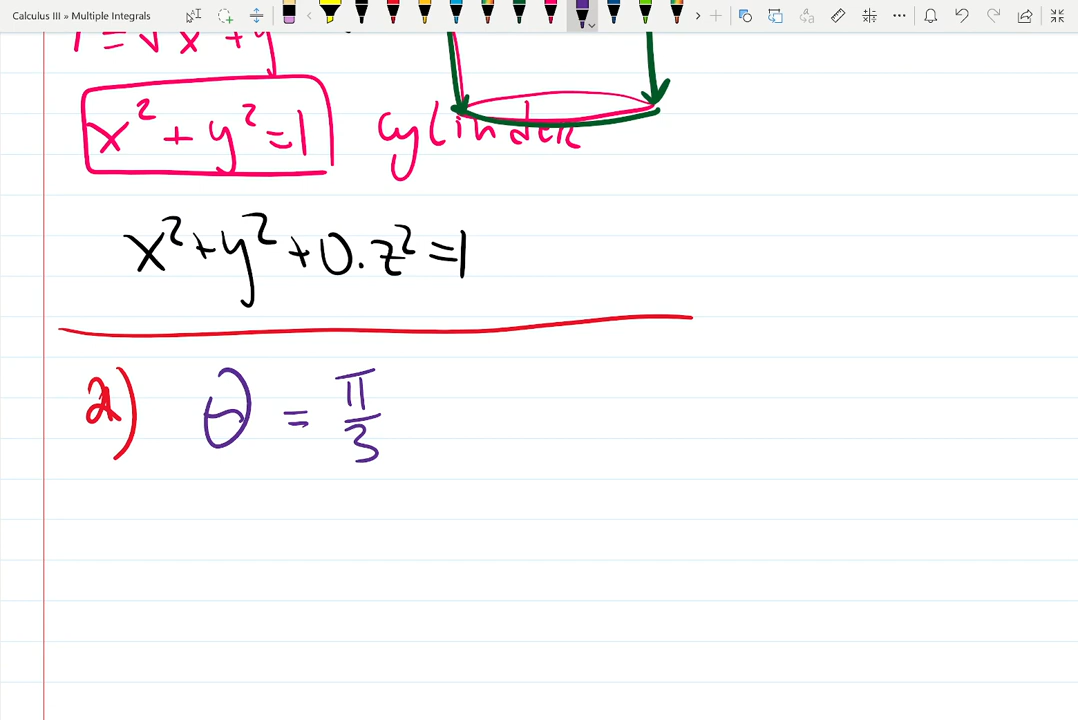 Calculus III » Multiple Integrals
r = √x + y
x² + y² = 1 cylinder
x² + y² + 0.z² = 1
2) θ = π/3